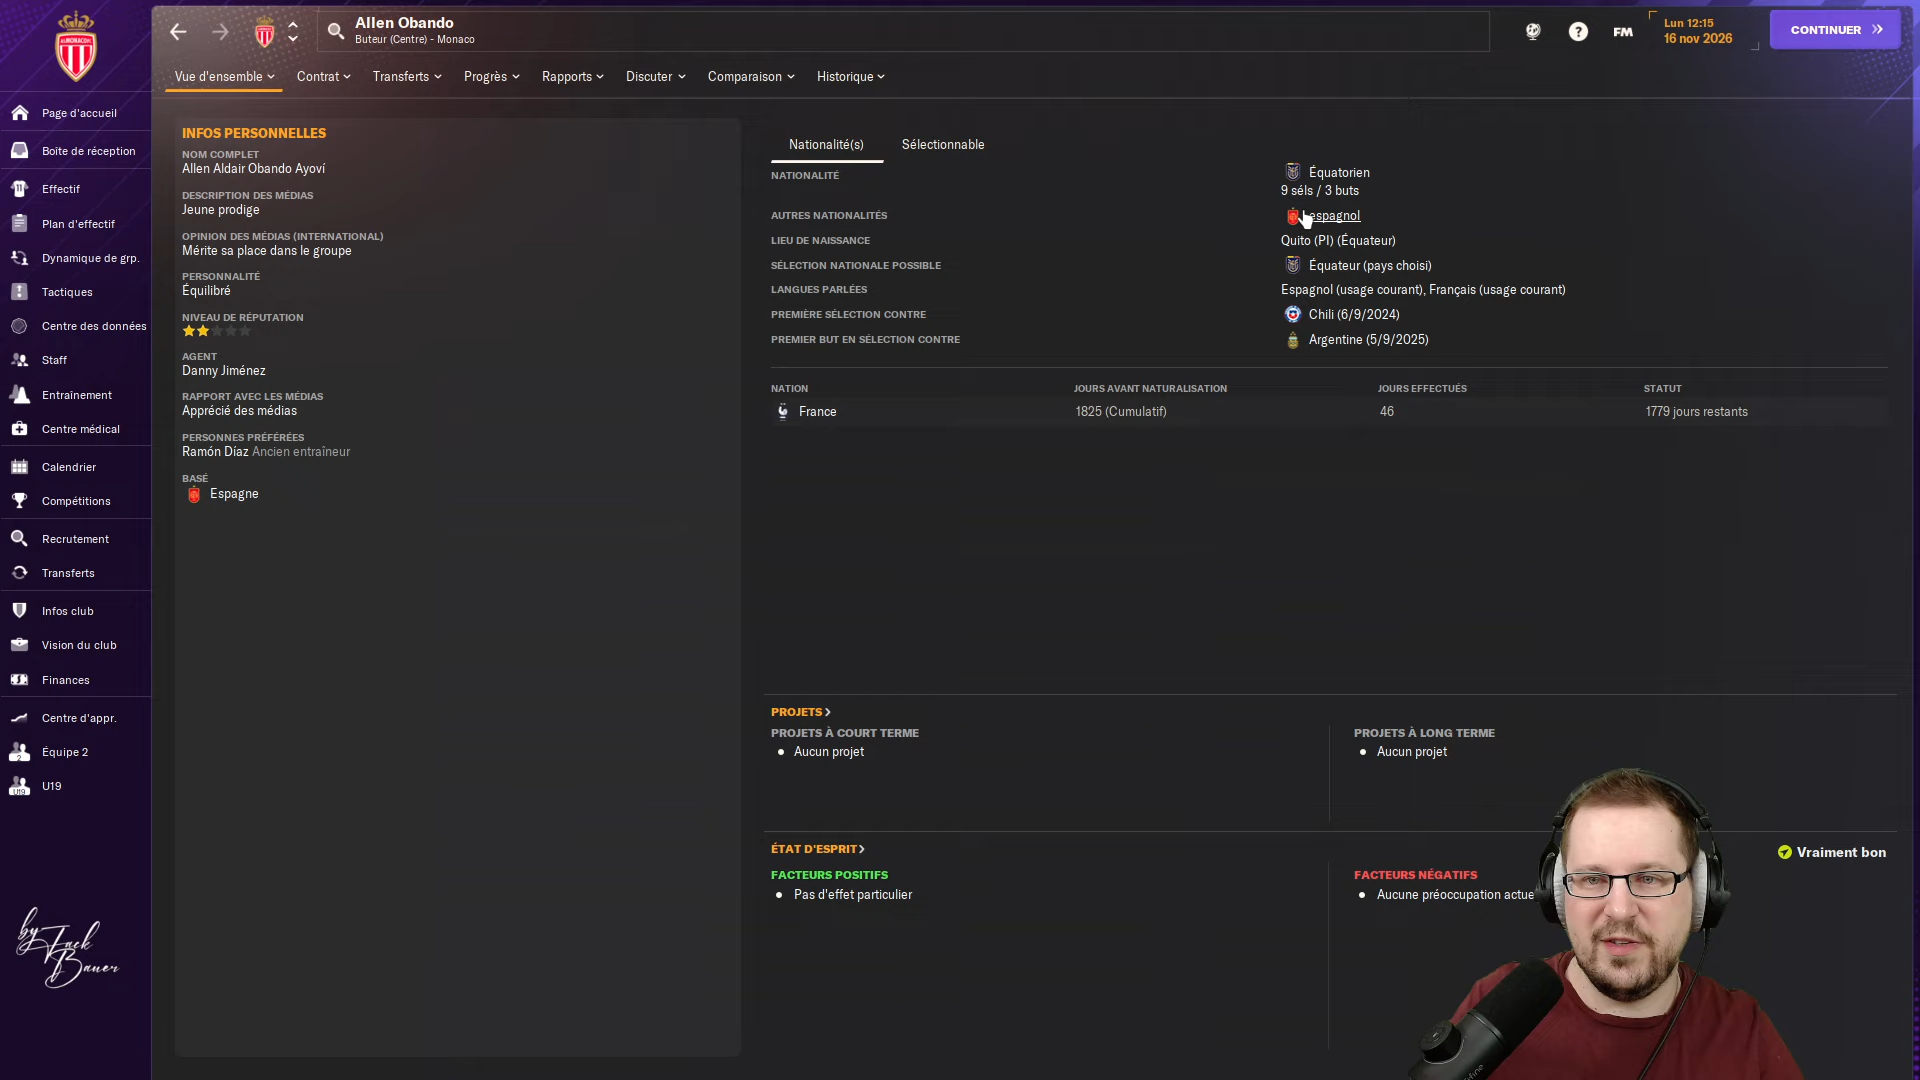 Allen Obando
Buteur (Centre) - Monaco
FM
Lun 12:15
16 nov 2026
CONTINUER
Vue d'ensemble
Contrat
Transferts
Progrès
Rapports
Discuter
Comparaison
Historique
Page d'accueil
Boîte de réception
Effectif
Plan d'effectif
Dynamique de grp.
Tactiques
Centre des données
Staff
Entraînement
Centre médical
Calendrier
Compétitions
Recrutement
Transferts
Infos club
Vision du club
Finances
Centre d'appr.
Équipe 2
U19
by Jack
Bauer
INFOS PERSONNELLES
NOM COMPLET
Allen Aldair Obando Ayoví
DESCRIPTION DES MÉDIAS
Jeune prodige
OPINION DES MÉDIAS (INTERNATIONAL)
Mérite sa place dans le groupe
PERSONNALITÉ
Équilibré
NIVEAU DE RÉPUTATION
AGENT
Danny Jiménez
RAPPORT AVEC LES MÉDIAS
Apprécié des médias
PERSONNES PRÉFÉRÉES
Ramón Díaz Ancien entraîneur
BASÉ
Espagne
Nationalité(s) Sélectionnable
NATIONALITÉ Équatorien
9 séls / 3 buts
AUTRES NATIONALITÉS espagnol
LIEU DE NAISSANCE Quito (PI) (Équateur)
SÉLECTION NATIONALE POSSIBLE Équateur (pays choisi)
LANGUES PARLÉES Espagnol (usage courant), Français (usage courant)
PREMIÈRE SÉLECTION CONTRE Chili (6/9/2024)
PREMIER BUT EN SÉLECTION CONTRE Argentine (5/9/2025)
NATION JOURS AVANT NATURALISATION JOURS EFFECTUÉS STATUT
France 1825 (Cumulatif) 46 1779 jours restants
PROJETS
PROJETS À COURT TERME PROJETS À LONG TERME
Aucun projet Aucun projet
ÉTAT D'ESPRIT Vraiment bon
FACTEURS POSITIFS FACTEURS NÉGATIFS
Pas d'effet particulier Aucune préoccupation actue